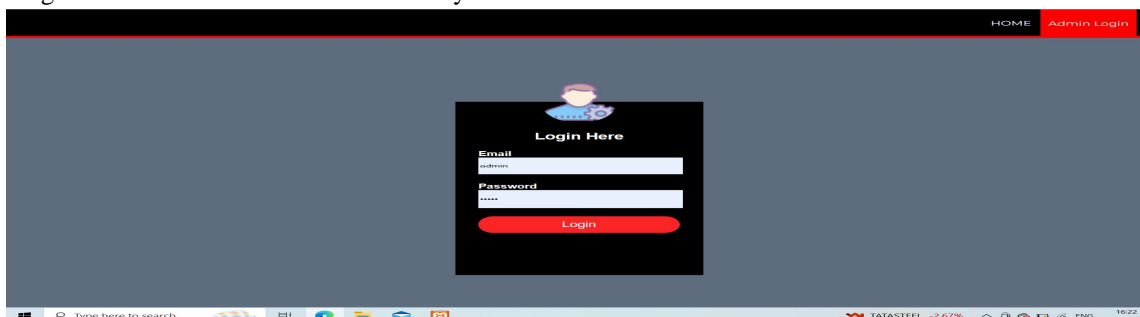 HOME Admin Login
Login Here
Email
admin
Password
•••••
Login
Type here to search
TATASTEEL -2.67% ENG 16:22